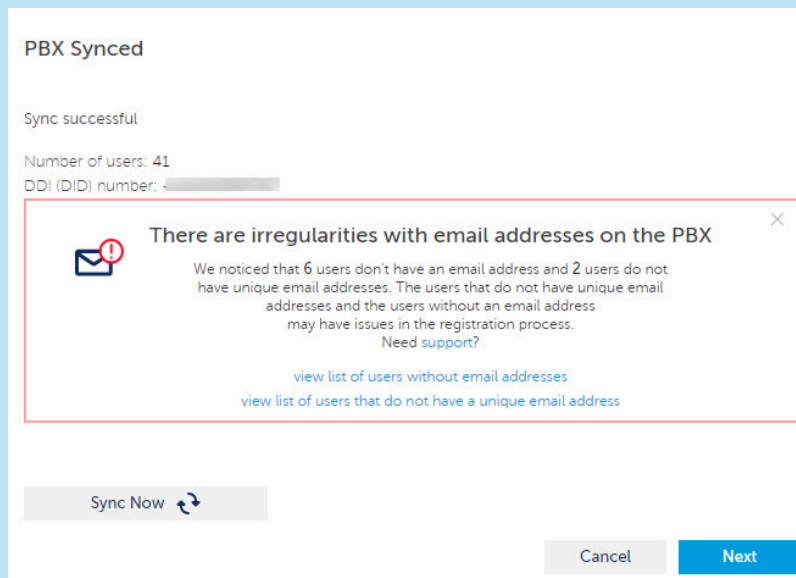 PBX Synced
Sync successful
Number of users: 41
DDI (DID) number:
There are irregularities with email addresses on the PBX
We noticed that 6 users don't have an email address and 2 users do not
have unique email addresses. The users that do not have unique email
addresses and the users without an email address
may have issues in the registration process.
Need support?
view list of users without email addresses
view list of users that do not have a unique email address
Sync Now
Cancel
Next